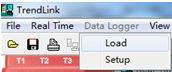 TrendLink
File Real Time Data Logger View
Load
T1 T2 T3
Setup